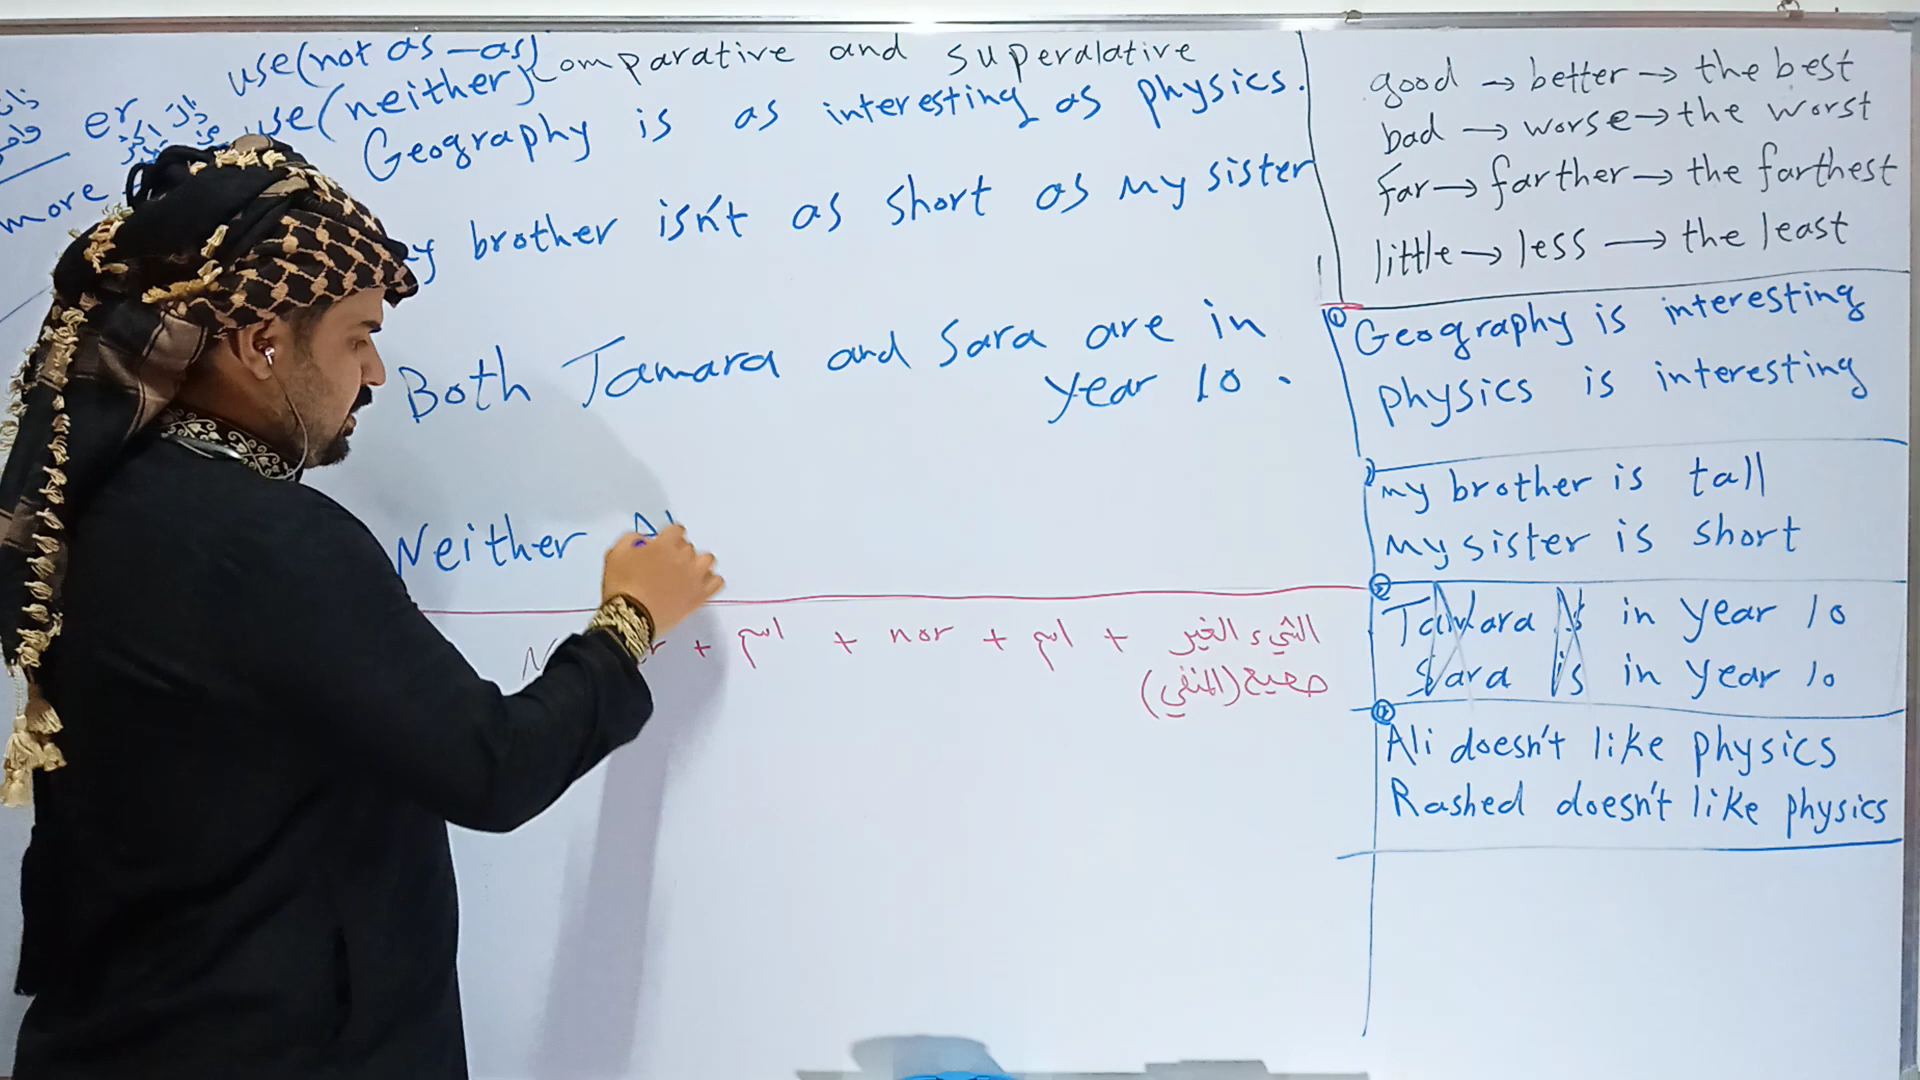 use (not as — as)
use (neither)
Comparative and superalative
er
more
Geography is as interesting as physics.
y brother isn't as short as my sister
Both Tamara and Sara are in
year 10.
Neither Al
r + اسم + nor + اسم + الشيء الغير
صحيح (المنفي)
good → better → the best
bad → worse → the worst
far → farther → the farthest
little → less → the least
① Geography is interesting
physics is interesting
my brother is tall
my sister is short
Tamara is in year 10
Sara is in year 10
Ali doesn't like physics
Rashed doesn't like physics